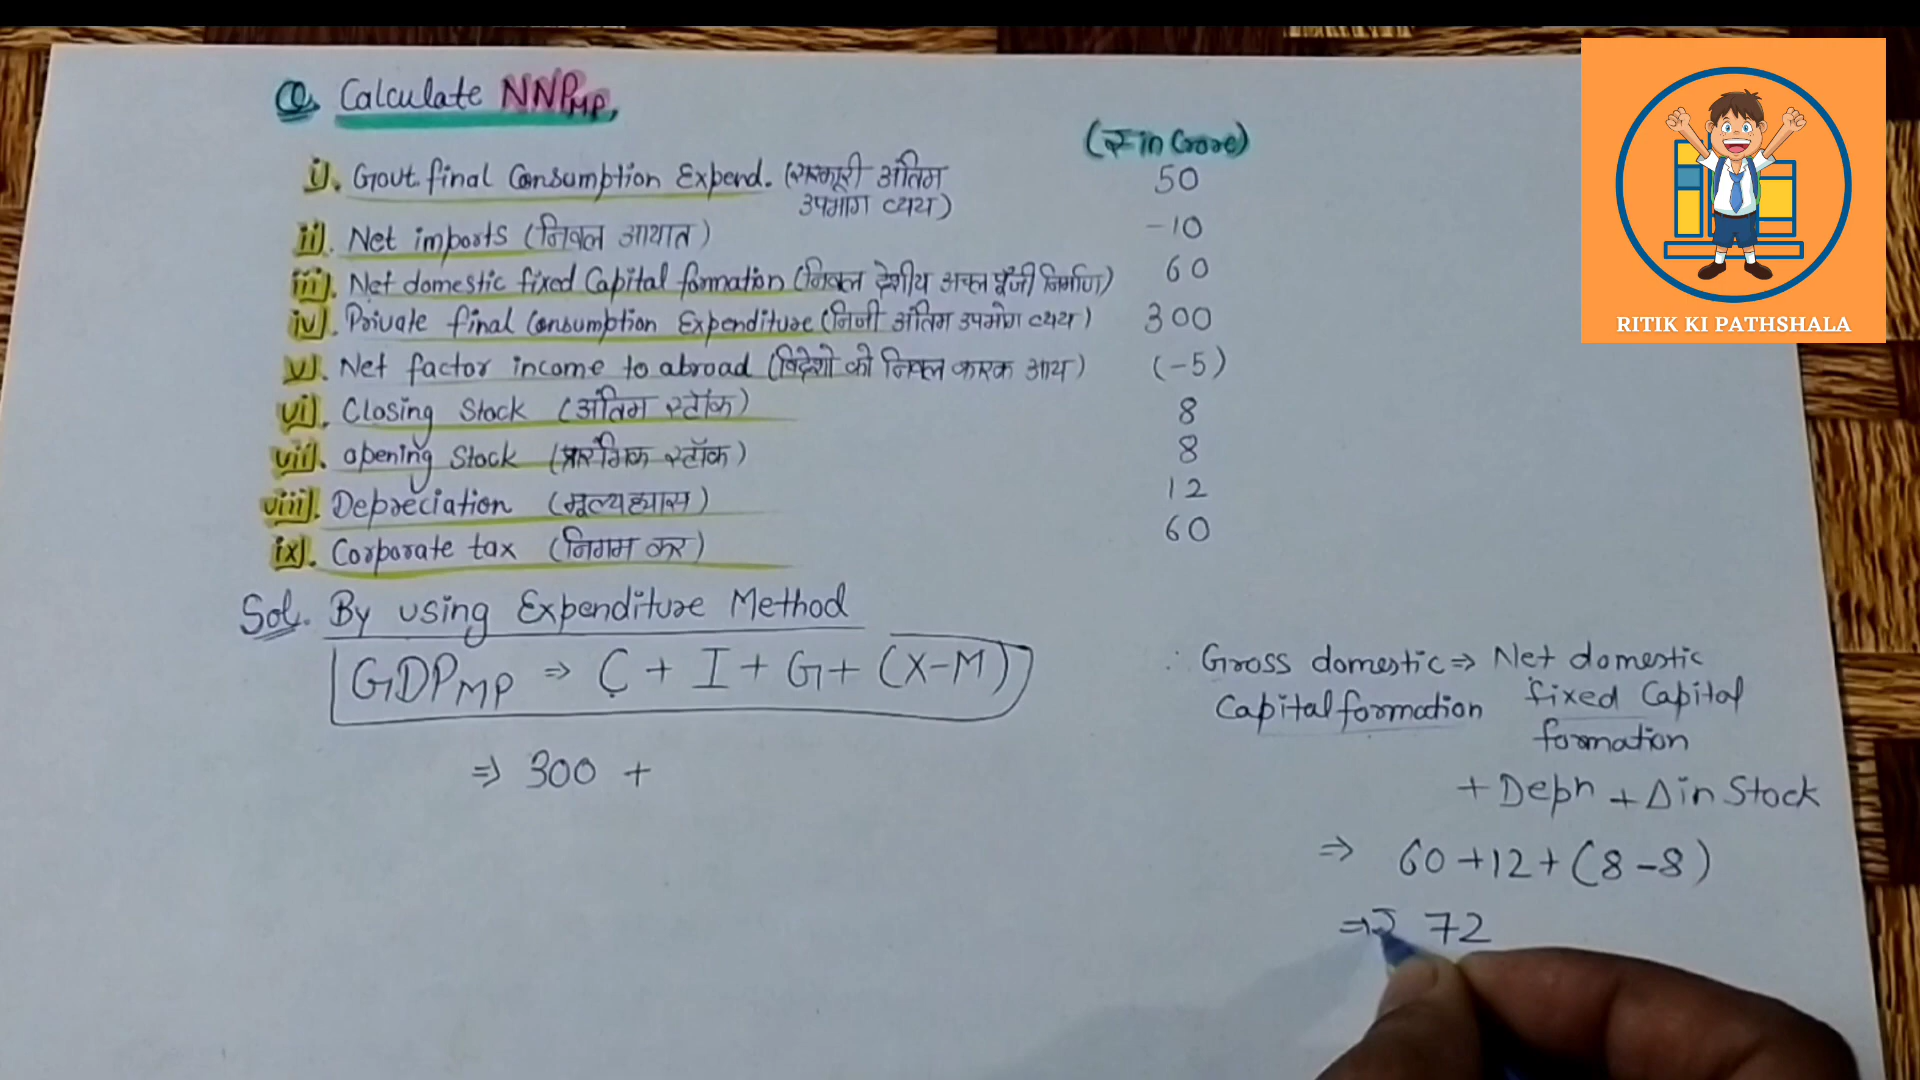 Q. Calculate NNPMP,
(₹ in Crore)
i). Govt. final Consumption Expend. (सरकारी अंतिम उपभोग व्यय) 50
ii). Net imports (निवल आयात) -10
iii). Net domestic fixed Capital formation (निवल देशीय अचल पूँजी निर्माण) 60
iv). Private final Consumption Expenditure (निजी अंतिम उपभोग व्यय) 300
v). Net factor income to abroad (विदेशो को निवल कारक आय) (-5)
vi). Closing Stock (अंतिम स्टॉक) 8
vii). opening Stock (प्रारंभिक स्टॉक) 8
viii). Depreciation (मूल्यह्यास) 12
ix). Corporate tax (निगम कर) 60
Sol. By using Expenditure Method
GDPMP ⇒ C + I + G + (X-M)
⇒ 300 +
∴ Gross domestic ⇒ Net domestic
Capital formation fixed Capital
formation
+ Depn + Δ in Stock
⇒ 60 + 12 + (8 - 8)
⇒ ₹ 72
RITIK KI PATHSHALA